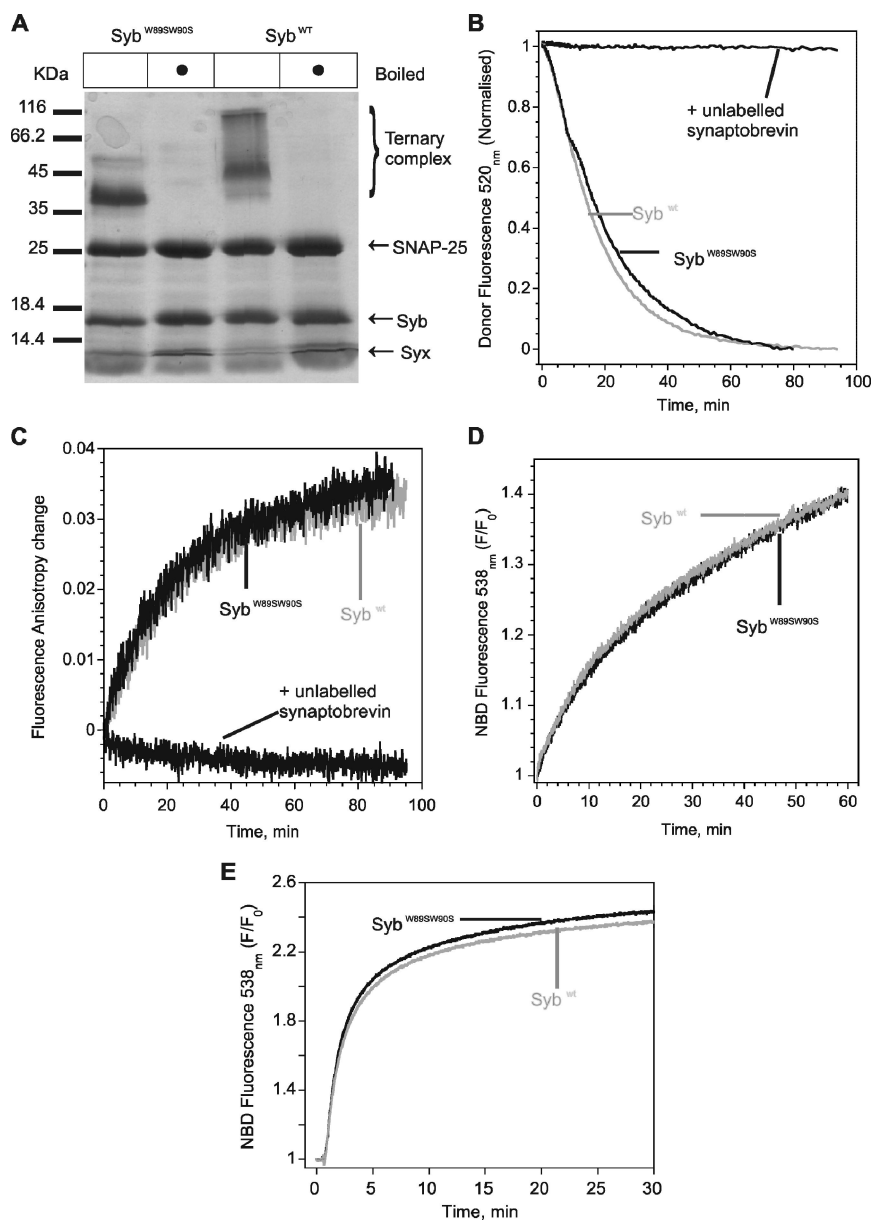 A
Syb W89SW90S
Syb WT
KDa
Boiled
116
66.2
45
35
25
18.4
14.4
Ternary
complex
←SNAP-25
←Syb
←Syx
B
Donor Fluorescence 520nm (Normalised)
1
0.8
0.6
0.4
0.2
0
+ unlabelled
synaptobrevin
Syb wt
Syb W89SW90S
0 20 40 60 80 100
Time, min
C
Fluorescence Anisotropy change
0.04
0.03
0.02
0.01
0
Syb W89SW90S
Syb wt
+ unlabelled
synaptobrevin
0 20 40 60 80 100
Time, min
D
NBD Fluorescence 538nm (F/F0)
1.4
1.3
1.2
1.1
1
Syb wt
Syb W89SW90S
0 10 20 30 40 50 60
Time, min
E
NBD Fluorescence 538nm (F/F0)
2.6
2.2
1.8
1.4
1
Syb W89SW90S
Syb wt
0 5 10 15 20 25 30
Time, min